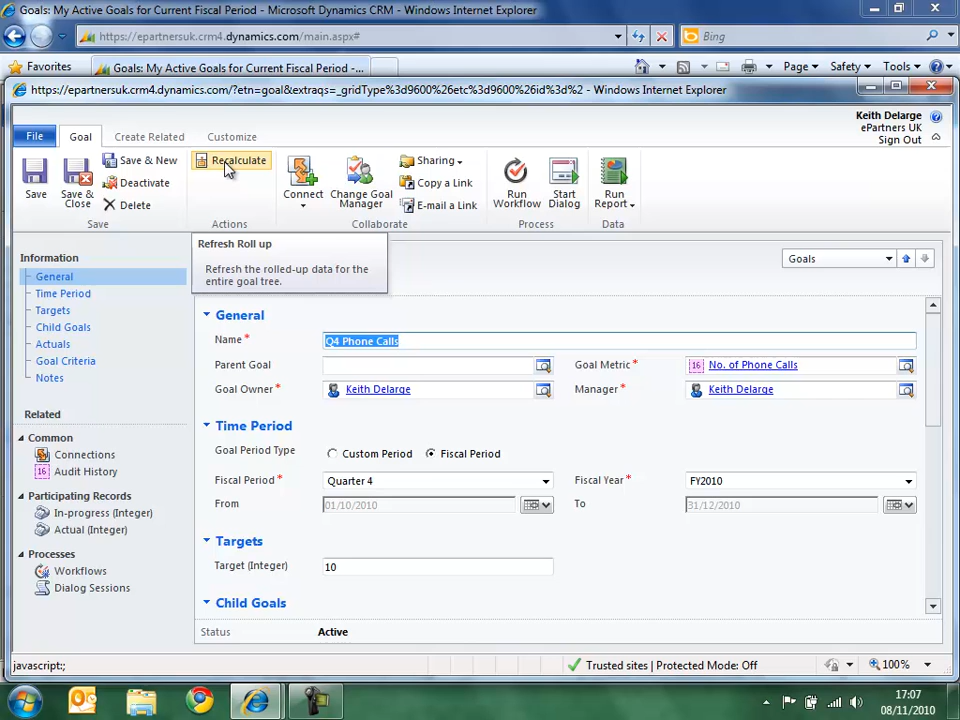 Goals: My Active Goals for Current Fiscal Period - Microsoft Dynamics CRM - Windows Internet Explorer
https://epartnersuk.crm4.dynamics.com/main.aspx#
Bing
Favorites
Goals: My Active Goals for Current Fiscal Period -...
Page
Safety
Tools
https://epartnersuk.crm4.dynamics.com/?etn=goal&extraqs=_gridType%3d9600%26etc%3d9600%26id%3d%2 - Windows Internet Explorer
Keith Delarge
ePartners UK
Sign Out
File
Goal
Create Related
Customize
Save
Save &
Close
Save & New
Deactivate
Delete
Save
Recalculate
Actions
Connect
Change Goal
Manager
Sharing
Copy a Link
E-mail a Link
Collaborate
Run
Workflow
Start
Dialog
Process
Run
Report
Data
Refresh Roll up
Refresh the rolled-up data for the
entire goal tree.
Information
General
Time Period
Targets
Child Goals
Actuals
Goal Criteria
Notes
Related
Common
Connections
16 Audit History
Participating Records
In-progress (Integer)
Actual (Integer)
Processes
Workflows
Dialog Sessions
Goals
General
Name * Q4 Phone Calls
Parent Goal
Goal Metric * 16 No. of Phone Calls
Goal Owner * Keith Delarge
Manager * Keith Delarge
Time Period
Goal Period Type Custom Period Fiscal Period
Fiscal Period * Quarter 4
Fiscal Year * FY2010
From 01/10/2010
To 31/12/2010
Targets
Target (Integer) 10
Child Goals
Status Active
javascript:;
Trusted sites | Protected Mode: Off
100%
17:07
08/11/2010